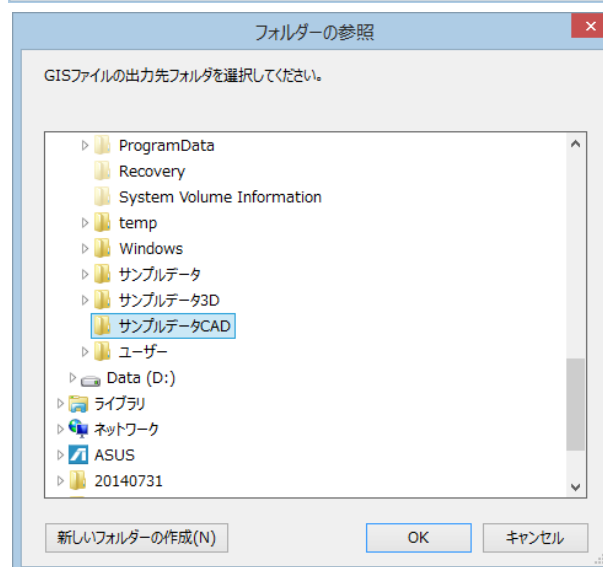 フォルダーの参照
GISファイルの出力先フォルダを選択してください。
ProgramData
Recovery
System Volume Information
temp
Windows
サンプルデータ
サンプルデータ3D
サンプルデータCAD
ユーザー
Data (D:)
ライブラリ
ネットワーク
ASUS
20140731
新しいフォルダーの作成(N)
OK
キャンセル